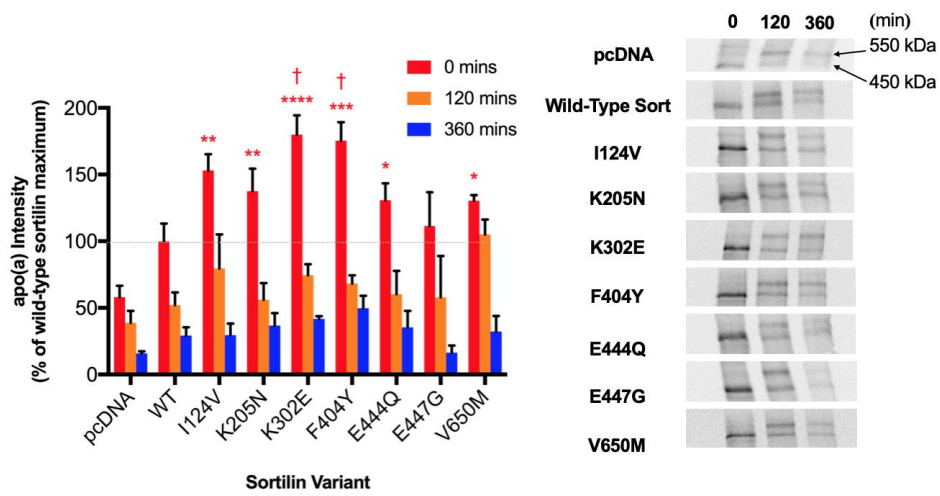 0 120 360 (min)
pcDNA
550 kDa
450 kDa
Wild-Type Sort
I124V
K205N
K302E
F404Y
E444Q
E447G
V650M
0 mins
120 mins
360 mins
† †
**** ***
** ** * *
200
150
100
50
0
apo(a) Intensity
(% of wild-type sortilin maximum)
pcDNA WT I124V K205N K302E F404Y E444Q E447G V650M
Sortilin Variant